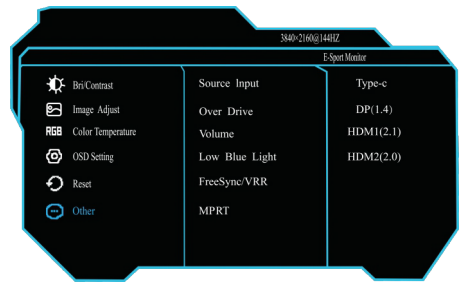 3840×2160@144HZ
E-Sport Monitor
Bri/Contrast
Image Adjust
RGB Color Temperature
OSD Setting
Reset
Other
Source Input
Over Drive
Volume
Low Blue Light
FreeSync/VRR
MPRT
Type-c
DP(1.4)
HDM1(2.1)
HDM2(2.0)